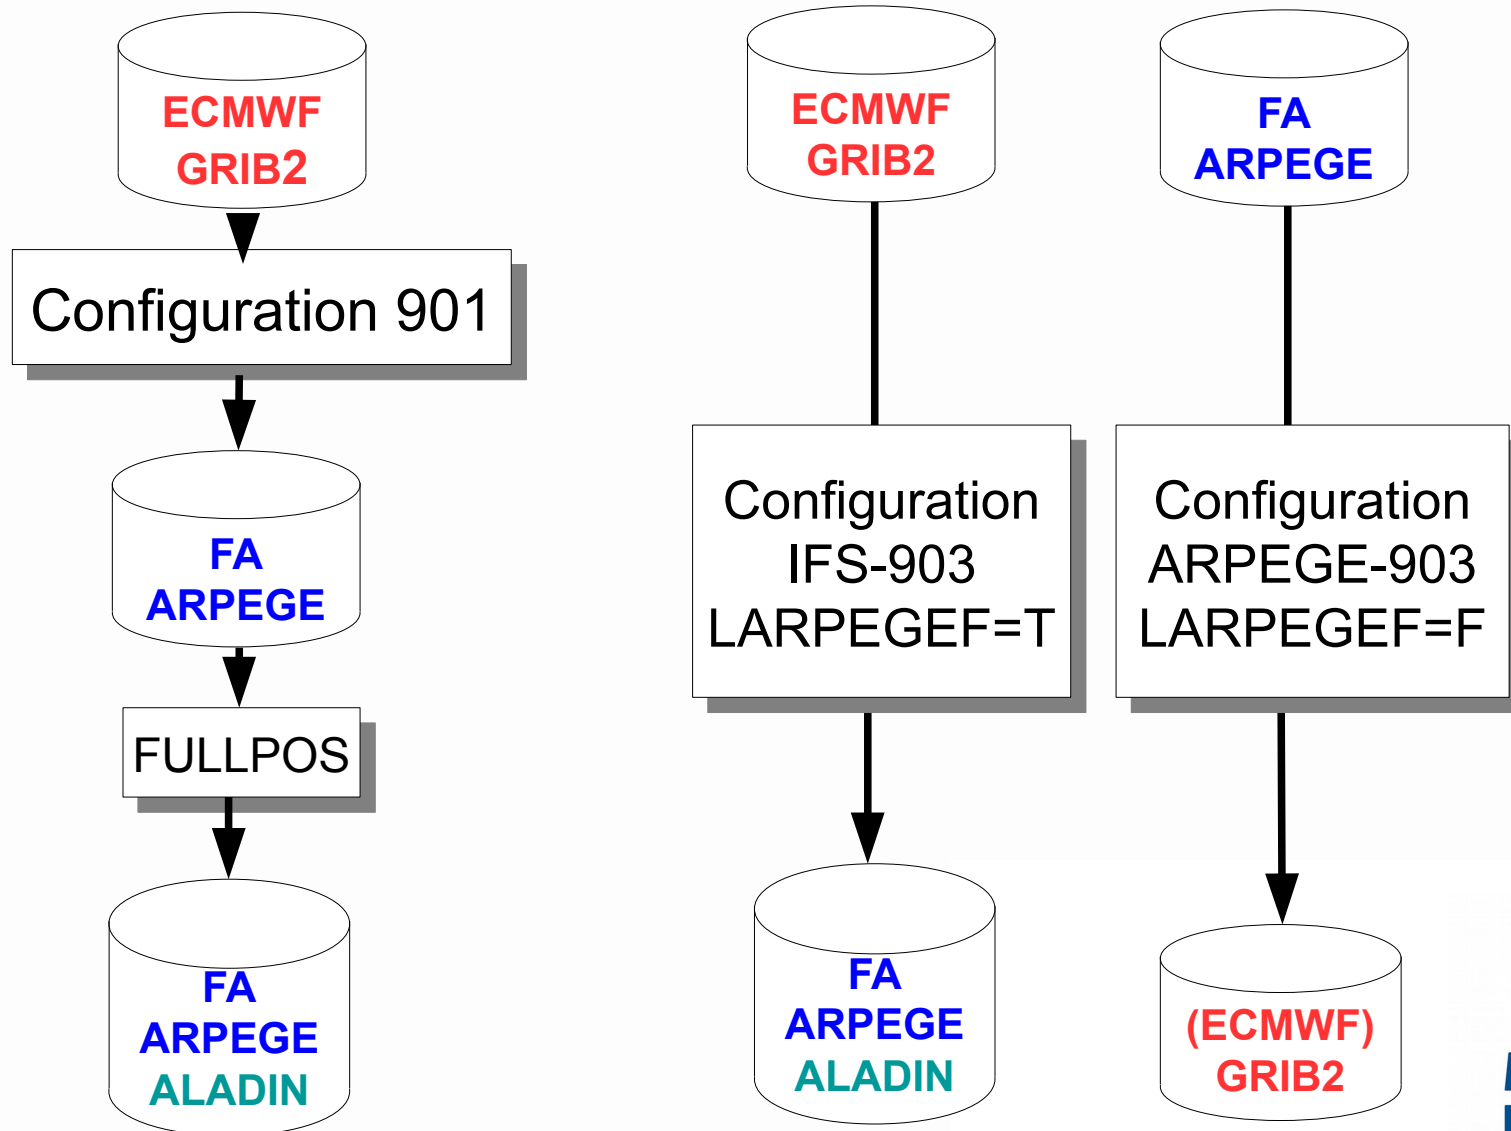 ECMWF
GRIB2
Configuration 901
FA
ARPEGE
FULLPOS
FA
ARPEGE
ALADIN
ECMWF
GRIB2
Configuration
IFS-903
LARPEGEF=T
FA
ARPEGE
ALADIN
FA
ARPEGE
Configuration
ARPEGE-903
LARPEGEF=F
(ECMWF)
GRIB2